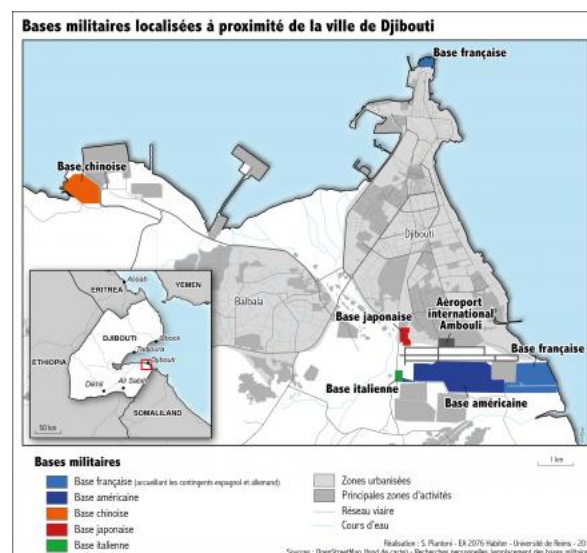 Bases militaires localisées à proximité de la ville de Djibouti
Base française
Base chinoise
Djibouti
Balbala
Base japonaise
Aéroport
international
Ambouli
Base française
Base italienne
Base américaine
1 km
Assab
ERITREA
YEMEN
DJIBOUTI
Obock
Tadjoura
Djibouti
ETHIOPIA
Dikhil
Ali Sabieh
SOMALILAND
50 km
Bases militaires
Base française (accueillant les contingents espagnol et allemand)
Base américaine
Base chinoise
Base japonaise
Base italienne
Zones urbanisées
Principales zones d'activités
Réseau viaire
Cours d'eau
Réalisation : S. Piantoni - EA 2076 Habiter - Université de Reims - 20
Sources : OpenStreetMap (fond de carte) - Recherches personnelles (emplacement des bases